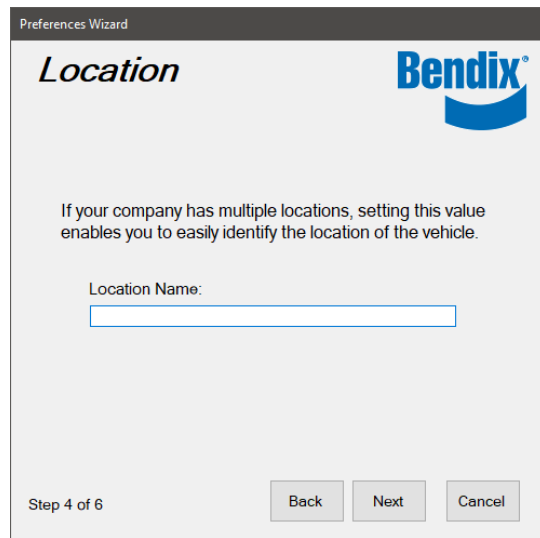 Preferences Wizard
Location
Bendix®
If your company has multiple locations, setting this value
enables you to easily identify the location of the vehicle.
Location Name:
Step 4 of 6
Back
Next
Cancel